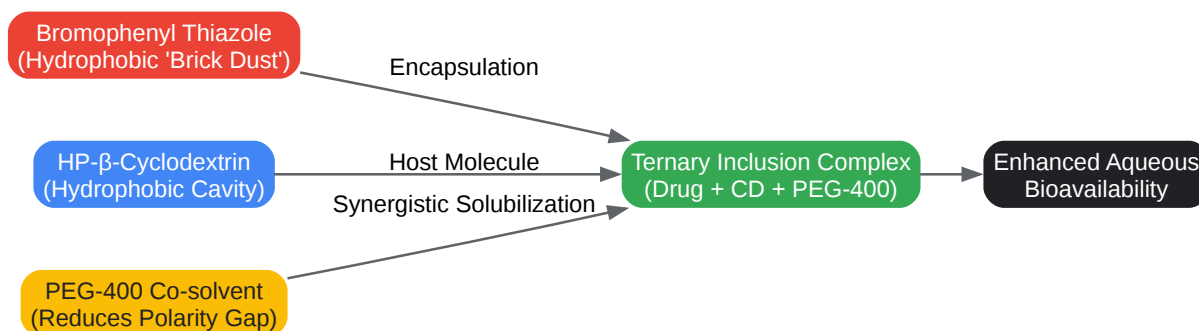 Bromophenyl Thiazole
(Hydrophobic 'Brick Dust')
Encapsulation
HP-β-Cyclodextrin
(Hydrophobic Cavity)
Host Molecule
Synergistic Solubilization
PEG-400 Co-solvent
(Reduces Polarity Gap)
Ternary Inclusion Complex
(Drug + CD + PEG-400)
Enhanced Aqueous
Bioavailability